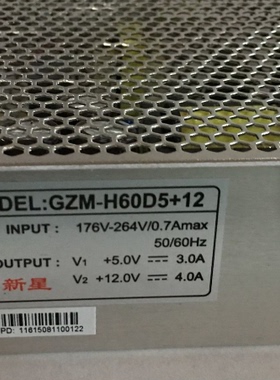 DEL:GZM-H60D5+12
INPUT : 176V-264V/0.7Amax
50/60Hz
OUTPUT : V1 +5.0V ⎓ 3.0A
V2 +12.0V ⎓ 4.0A
新星
PD: 11615081100122